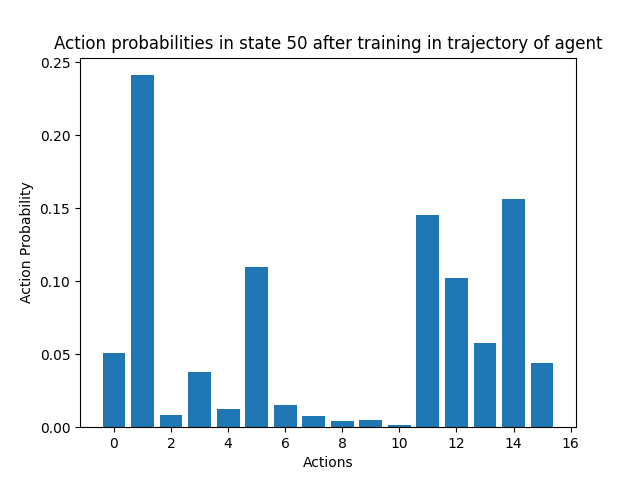 Action probabilities in state 50 after training in trajectory of agent
0.25
0.20
0.15
0.10
0.05
0.00
Action Probability
0 2 4 6 8 10 12 14 16
Actions